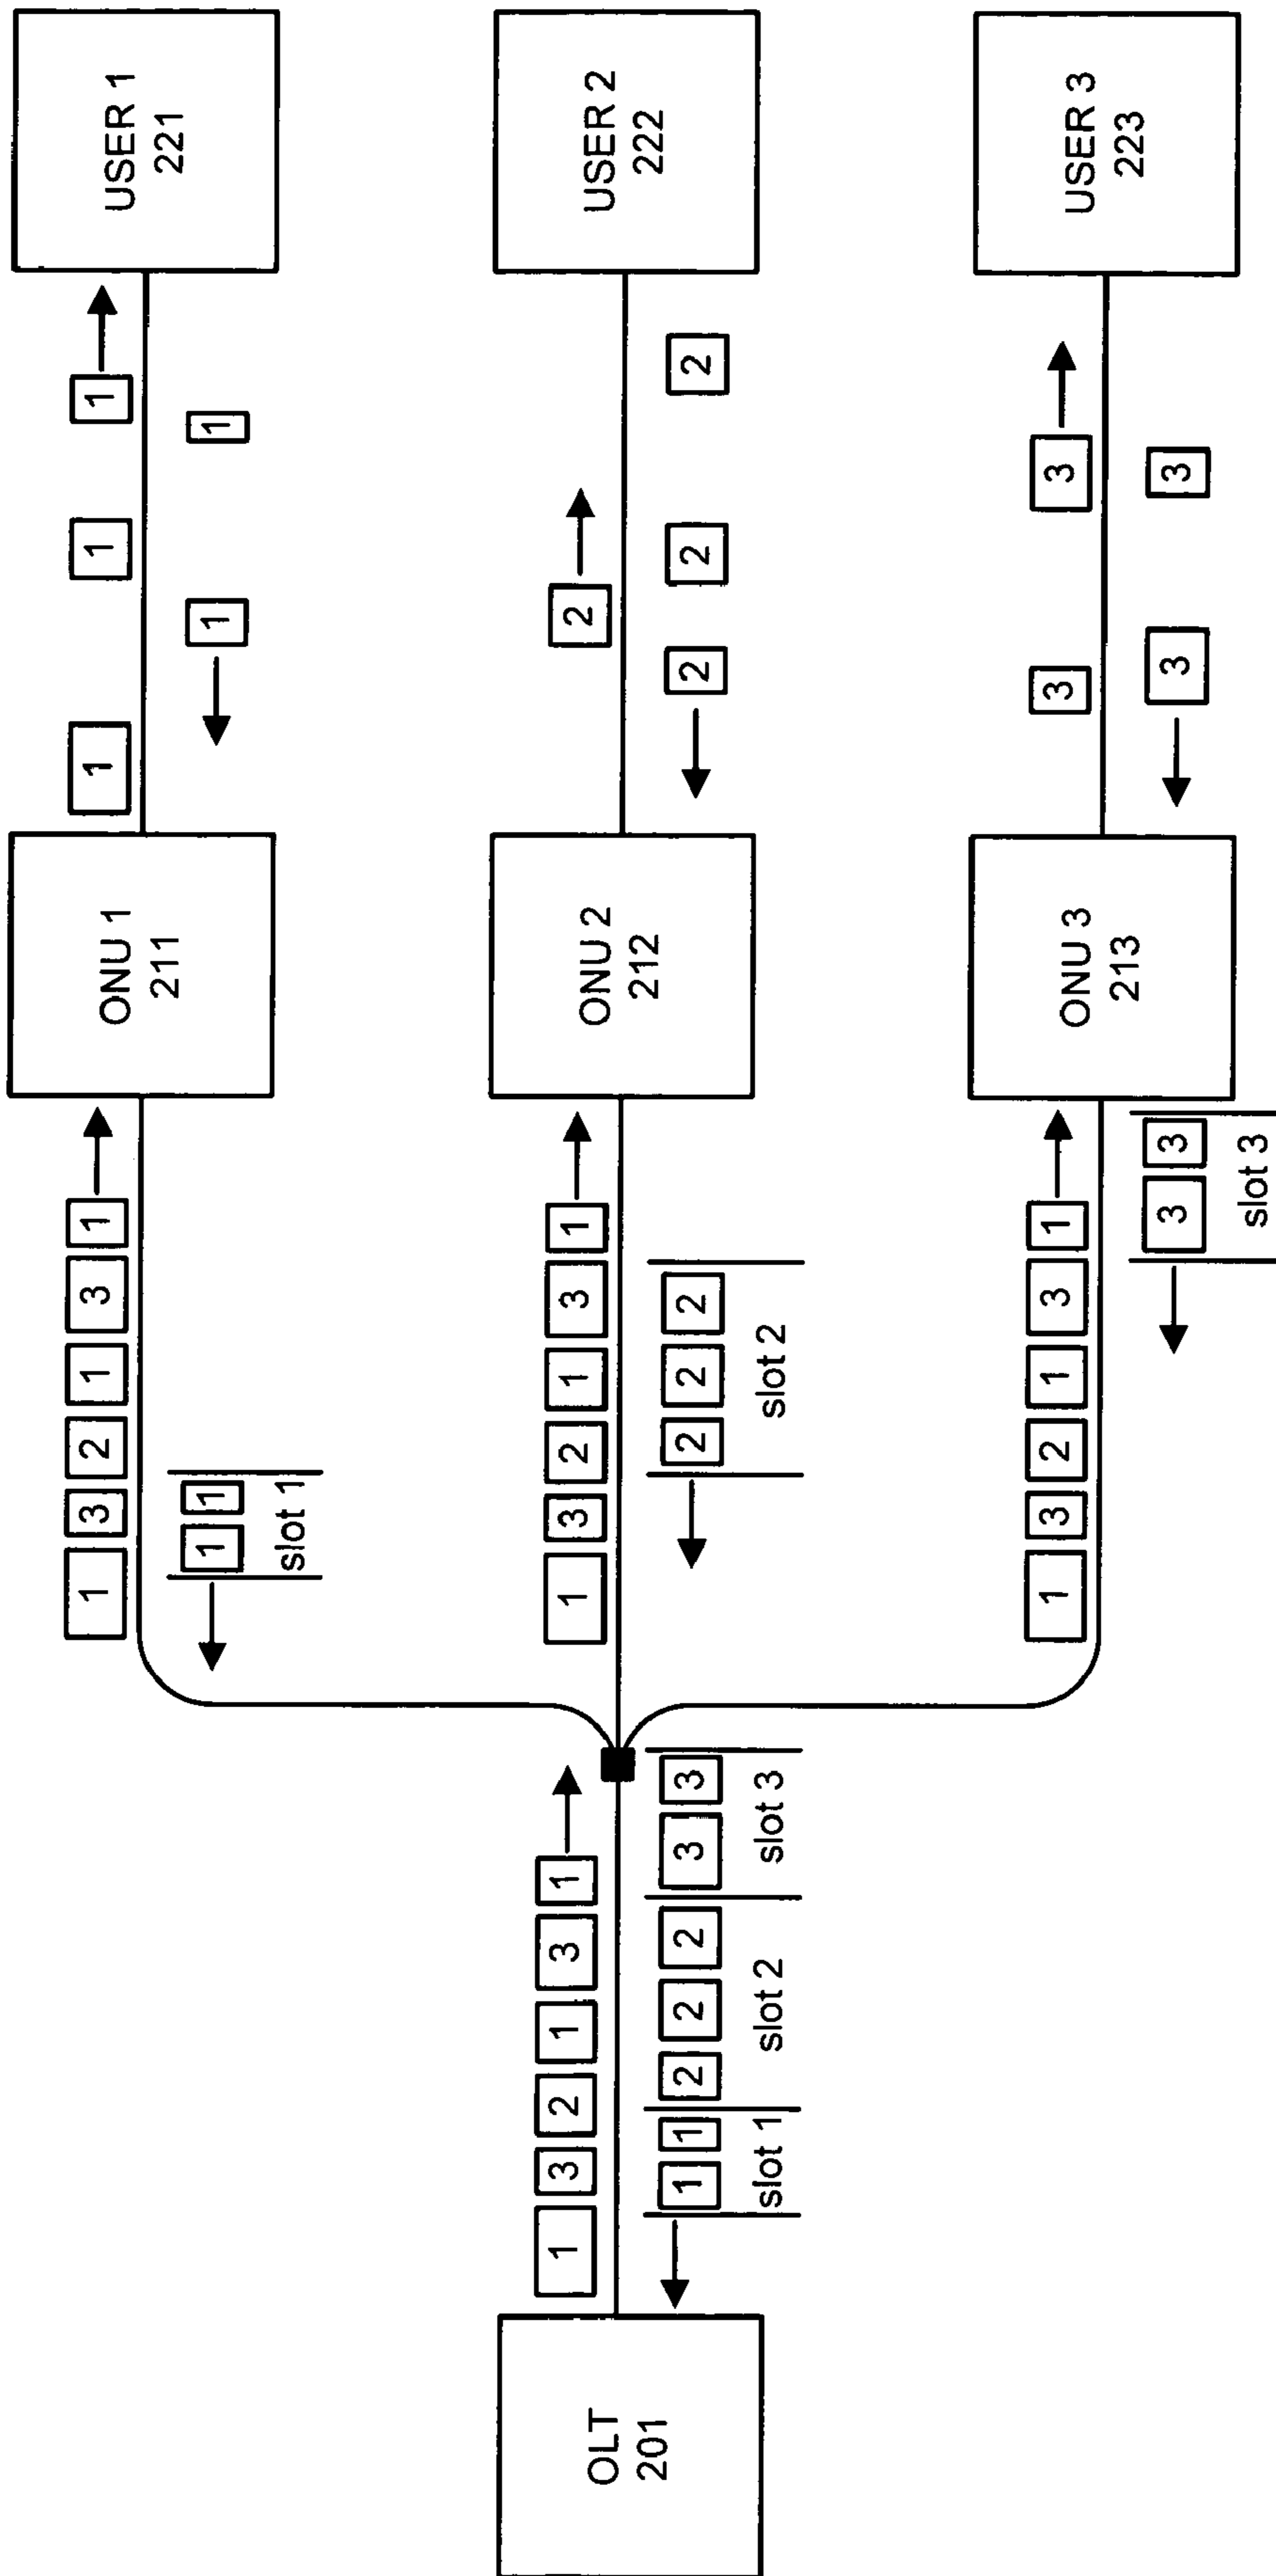 1 3 2 1 3 1
ONU 1
211
1 1 1
USER 1
221
1 1
slot 1
1 1
OLT
201
1 3 2 1 3 1
1 1 2 2 2 3 3
slot 1 slot 2 slot 3
1 3 2 1 3 1
2 2 2
slot 2
ONU 2
212
2
2 2 2
USER 2
222
1 3 2 1 3 1
3 3
slot 3
ONU 3
213
3 3
3 3
USER 3
223